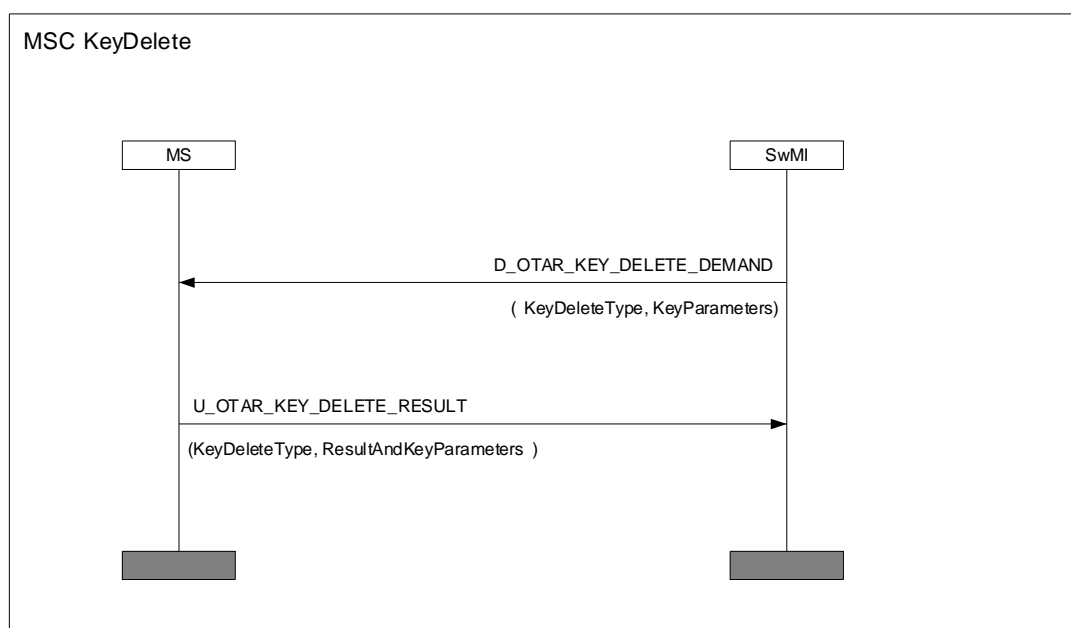 MSC KeyDelete
MS
SwMI
D_OTAR_KEY_DELETE_DEMAND
( KeyDeleteType, KeyParameters)
U_OTAR_KEY_DELETE_RESULT
(KeyDeleteType, ResultAndKeyParameters )